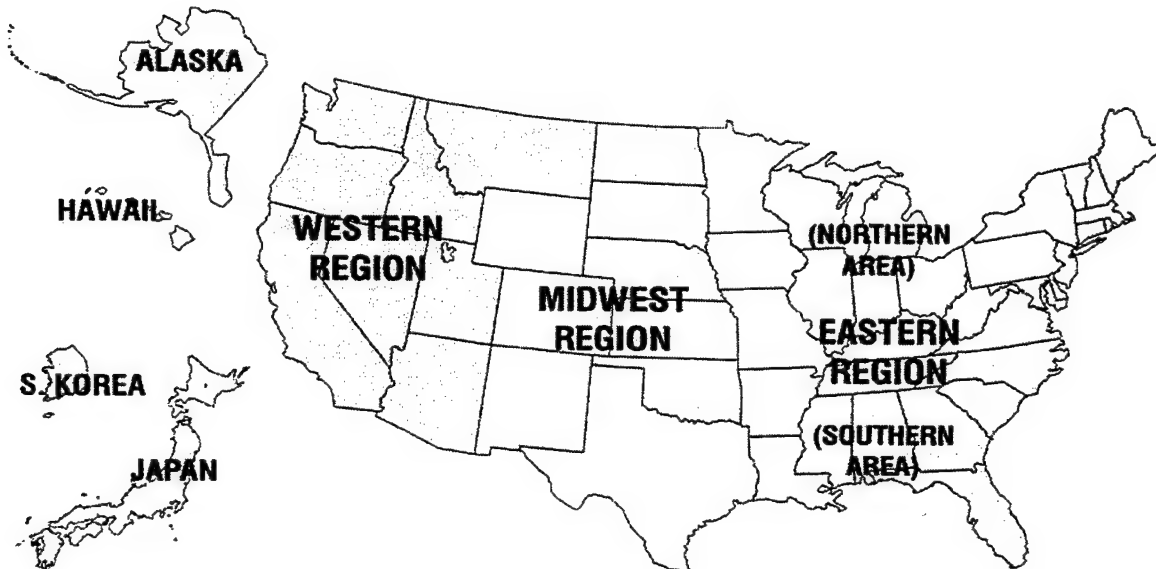 ALASKA
HAWAII
WESTERN
REGION
MIDWEST
REGION
(NORTHERN
AREA)
EASTERN
REGION
(SOUTHERN
AREA)
S. KOREA
JAPAN